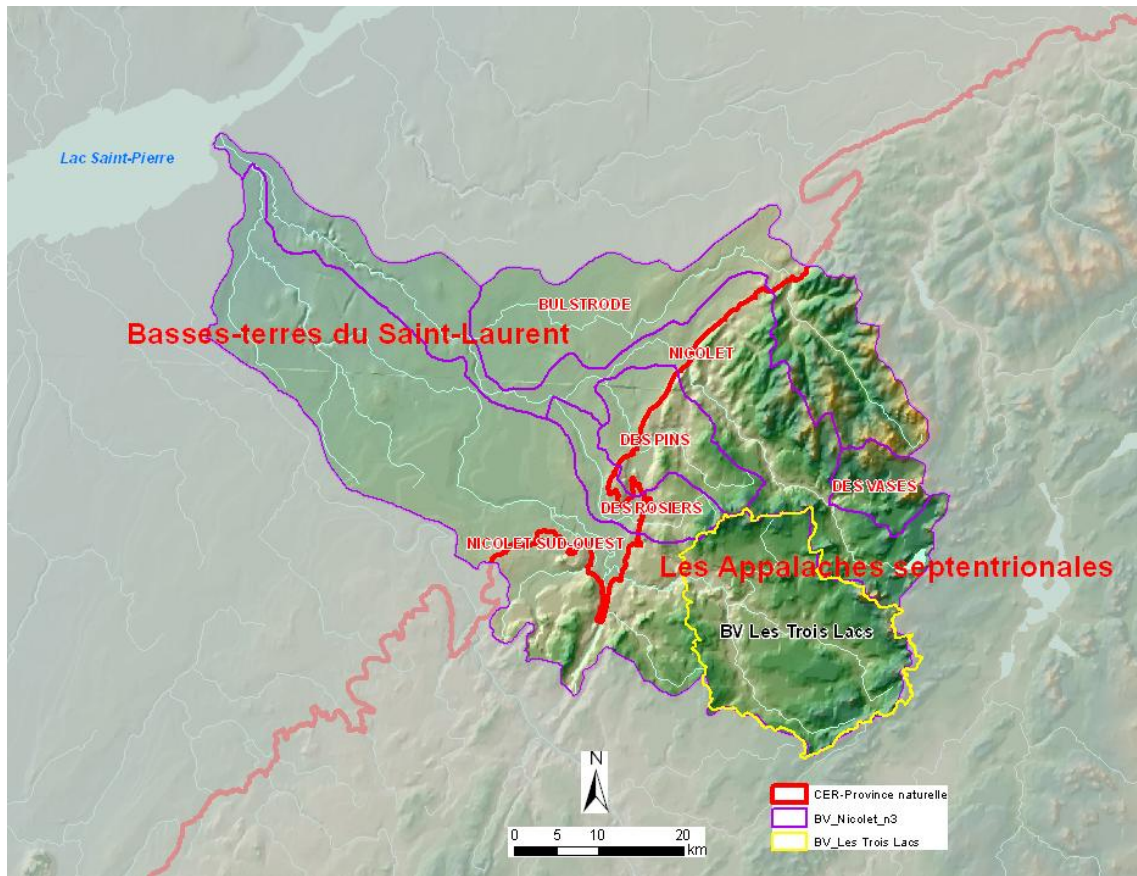 Lac Saint-Pierre
BULSTRODE
Basses-terres du Saint-Laurent
NICOLET
DES PINS
DES VASES
DES ROSIERS
NICOLET SUD-OUEST
Les Appalaches septentrionales
BV Les Trois Lacs
N
0 5 10 20
km
CER-Province naturelle
BV_Nicolet_n3
BV_Les Trois Lacs